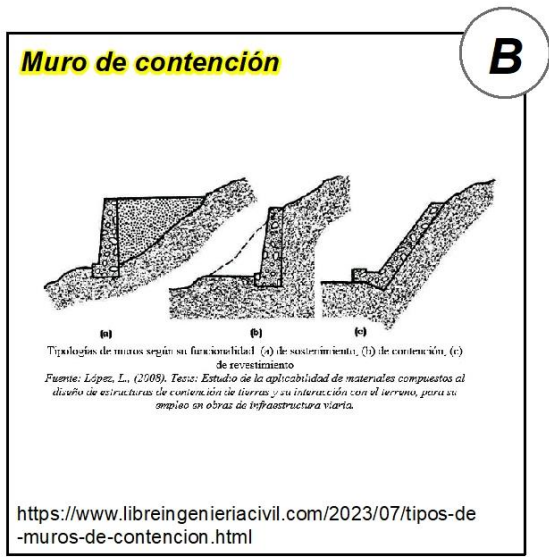 B
Muro de contención
(a)
(b)
(c)
Tipologías de muros según su funcionalidad (a) de sostenimiento, (b) de contención, (c)
de revestimiento
Fuente: López, L., (2008). Tesis: Estudio de la aplicabilidad de materiales compuestos al
diseño de estructuras de contención de tierras y su interacción con el terreno, para su
empleo en obras de infraestructura viaria.
https://www.libreingenieriacivil.com/2023/07/tipos-de
-muros-de-contencion.html